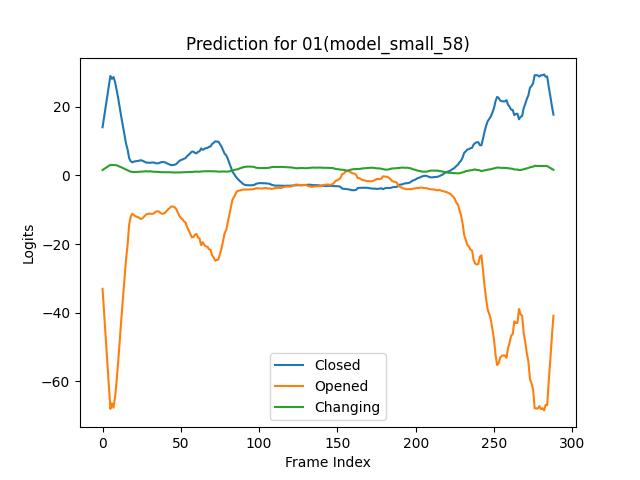 Prediction for 01(model_small_58)
Logits
20
0
−20
−40
−60
Closed
Opened
Changing
0 50 100 150 200 250 300
Frame Index